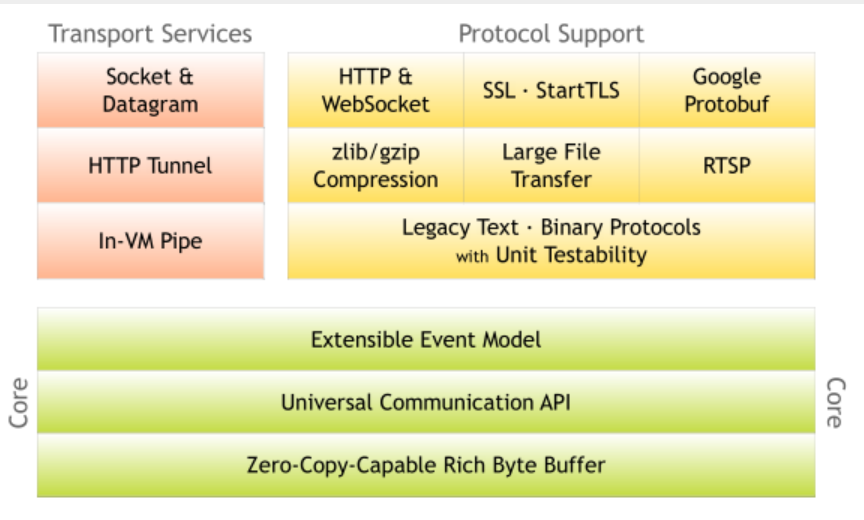 Transport Services
Protocol Support
Socket &
Datagram
HTTP &
WebSocket
SSL · StartTLS
Google
Protobuf
HTTP Tunnel
zlib/gzip
Compression
Large File
Transfer
RTSP
In-VM Pipe
Legacy Text · Binary Protocols
with Unit Testability
Core
Extensible Event Model
Universal Communication API
Zero-Copy-Capable Rich Byte Buffer
Core